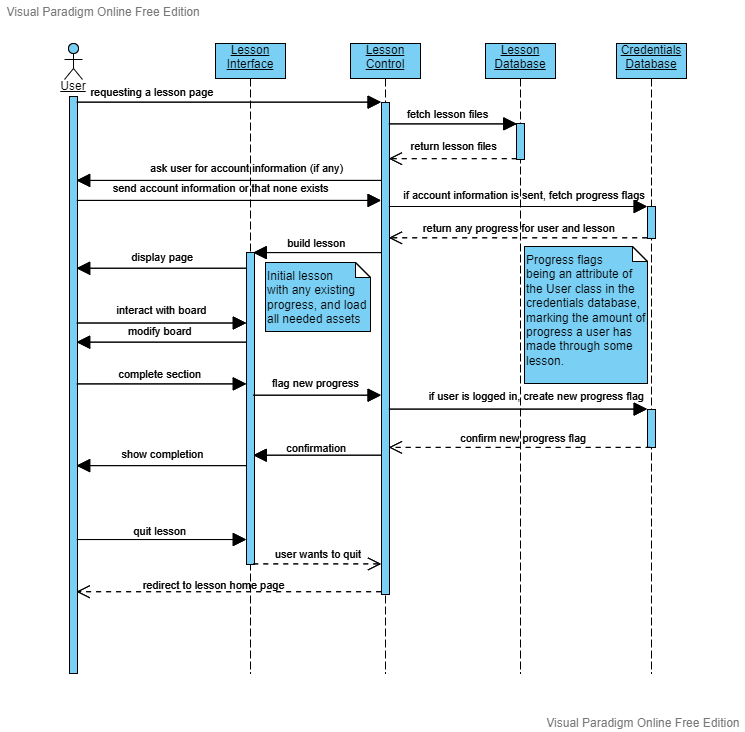 Visual Paradigm Online Free Edition
Lesson
Interface
Lesson
Control
Lesson
Database
Credentials
Database
User
requesting a lesson page
fetch lesson files
return lesson files
ask user for account information (if any)
send account information or that none exists
if account information is sent, fetch progress flags
return any progress for user and lesson
build lesson
display page
Initial lesson
with any existing
progress, and load
all needed assets
Progress flags
being an attribute of
the User class in the
credentials database,
marking the amount of
progress a user has
made through some
lesson.
interact with board
modify board
complete section
flag new progress
if user is logged in, create new progress flag
confirm new progress flag
confirmation
show completion
quit lesson
user wants to quit
redirect to lesson home page
Visual Paradigm Online Free Edition